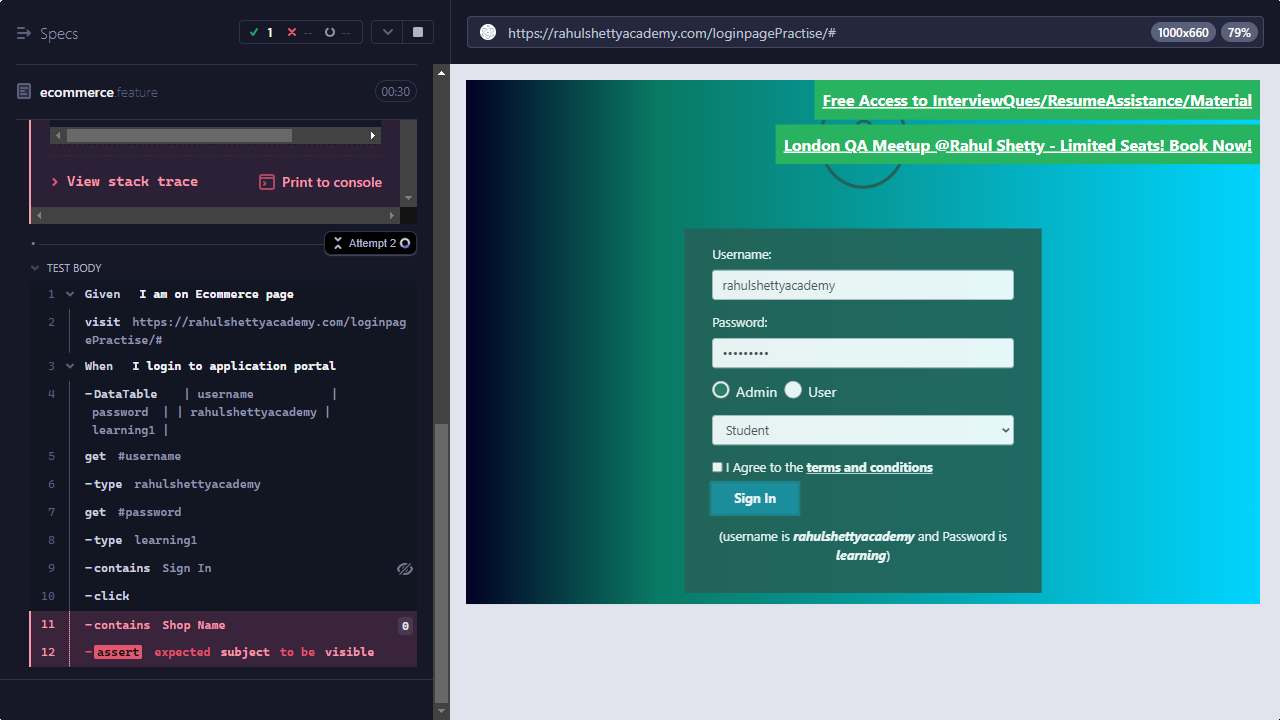 Specs
1
--
--
https://rahulshettyacademy.com/loginpagePractise/#
1000x660
79%
ecommerce.feature
00:30
View stack trace
Print to console
Attempt 2
TEST BODY
1 Given I am on Ecommerce page
2 visit https://rahulshettyacademy.com/loginpag
ePractise/#
3 When I login to application portal
4 -DataTable | username |
password | | rahulshettyacademy |
learning1 |
5 get #username
6 -type rahulshettyacademy
7 get #password
8 -type learning1
9 -contains Sign In
10 -click
11 -contains Shop Name 0
12 -assert expected subject to be visible
Free Access to InterviewQues/ResumeAssistance/Material
London QA Meetup @Rahul Shetty - Limited Seats! Book Now!
Username:
rahulshettyacademy
Password:
•••••••••
Admin User
Student
I Agree to the terms and conditions
Sign In
(username is rahulshettyacademy and Password is
learning)